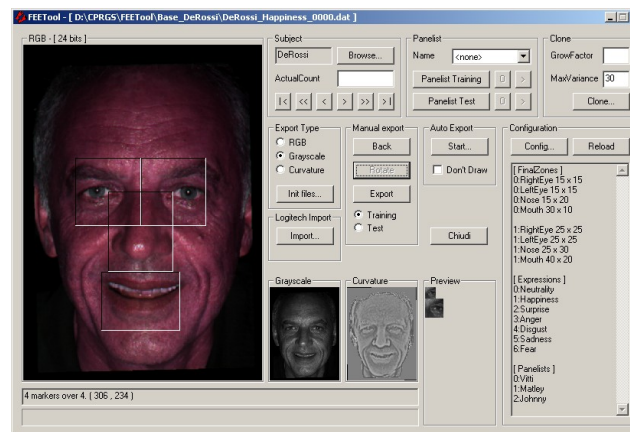 FEETool - [ D:\CPRGS\FEETool\Base_DeRossi\DeRossi_Happiness_0000.dat ]
RGB - [ 24 bits ]
Subject
DeRossi
Browse...
ActualCount
|<
<<
<
>
>>
>|
Panelist
Name
<none>
Panelist Training
0
>
Panelist Test
0
>
Clone
GrowFactor
MaxVariance
30
Clone...
Export Type
RGB
Grayscale
Curvature
Init files...
Logitech Import
Import...
Manual export
Back
Rotate
Export
Training
Test
Auto Export
Start...
Don't Draw
Chiudi
Configuration
Config...
Reload
[ FinalZones ]
0:RightEye 15 x 15
0:LeftEye 15 x 15
0:Nose 15 x 20
0:Mouth 30 x 10
1:RightEye 25 x 25
1:LeftEye 25 x 25
1:Nose 25 x 30
1:Mouth 40 x 20
[ Expressions ]
0:Neutrality
1:Happiness
2:Surprise
3:Anger
4:Disgust
5:Sadness
6:Fear
[ Panelists ]
0:Vitti
1:Matley
2:Johnny
Grayscale
Curvature
Preview
4 markers over 4. ( 306 , 234 )